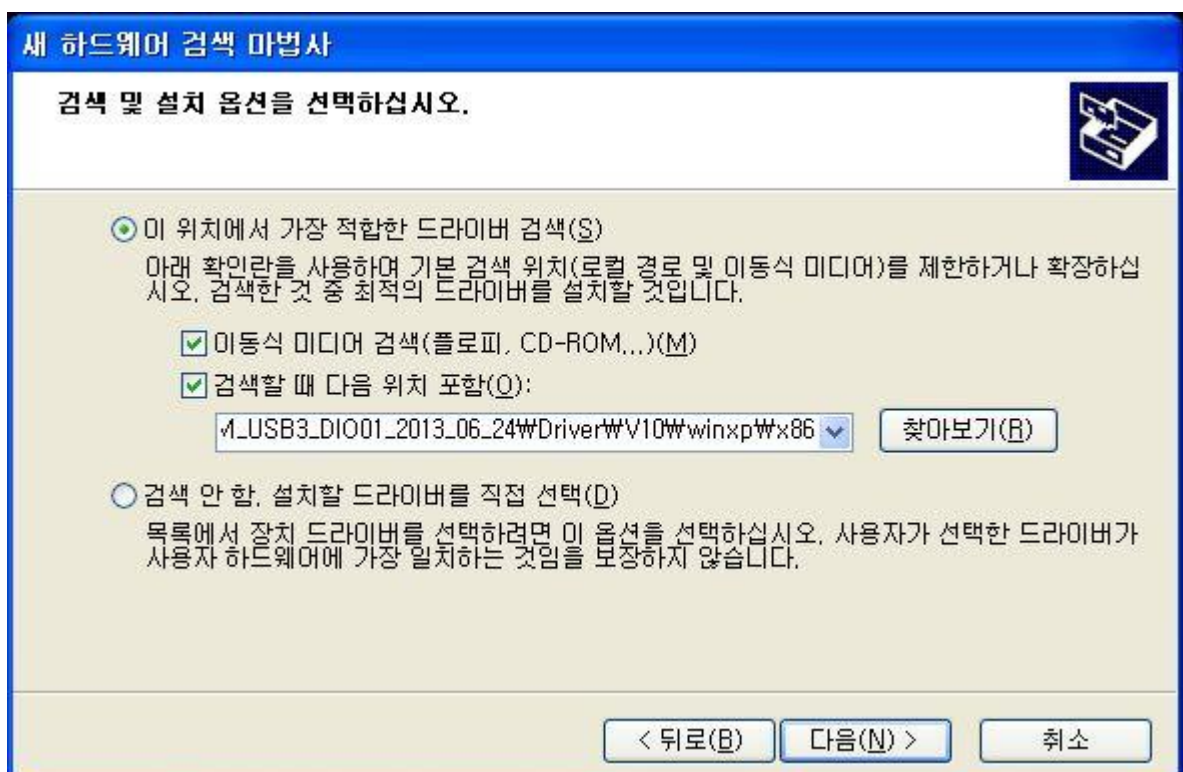 새 하드웨어 검색 마법사
검색 및 설치 옵션을 선택하십시오.
이 위치에서 가장 적합한 드라이버 검색(S)
아래 확인란을 사용하여 기본 검색 위치(로컬 경로 및 이동식 미디어)를 제한하거나 확장하십
시오. 검색한 것 중 최적의 드라이버를 설치할 것입니다.
이동식 미디어 검색(플로피, CD-ROM...)(M)
검색할 때 다음 위치 포함(O):
_USB3_DIO01_2013_06_24₩Driver₩V10₩winxp₩x86 찾아보기(R)
검색 안 함. 설치할 드라이버를 직접 선택(D)
목록에서 장치 드라이버를 선택하려면 이 옵션을 선택하십시오. 사용자가 선택한 드라이버가
사용자 하드웨어에 가장 일치하는 것임을 보장하지 않습니다.
< 뒤로(B) 다음(N) > 취소